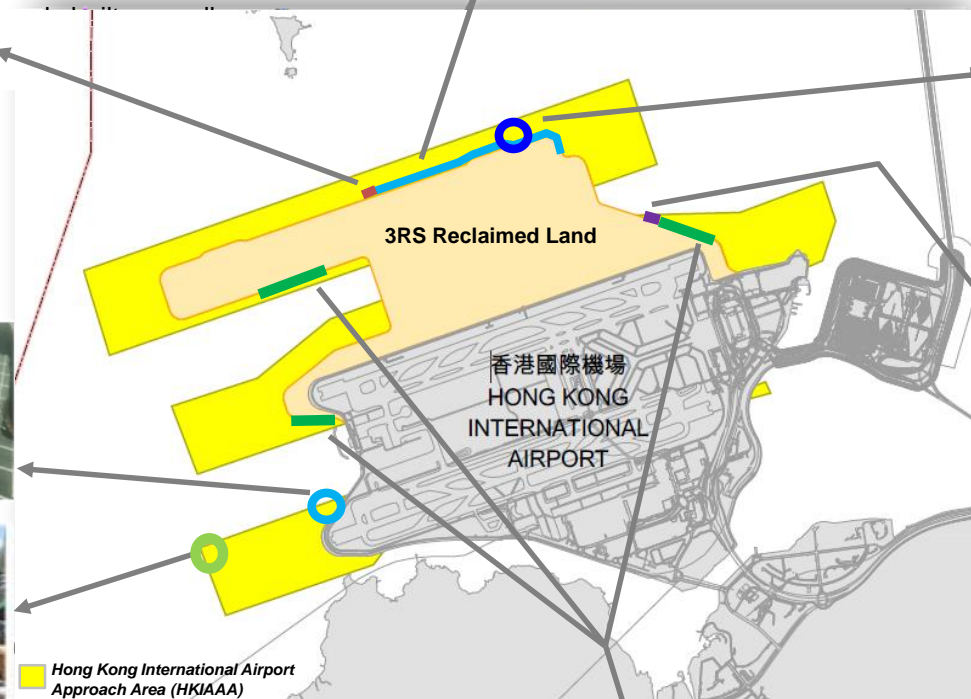 3RS Reclaimed Land
香港國際機場
HONG KONG
INTERNATIONAL
AIRPORT
Hong Kong International Airport
Approach Area (HKIAAA)